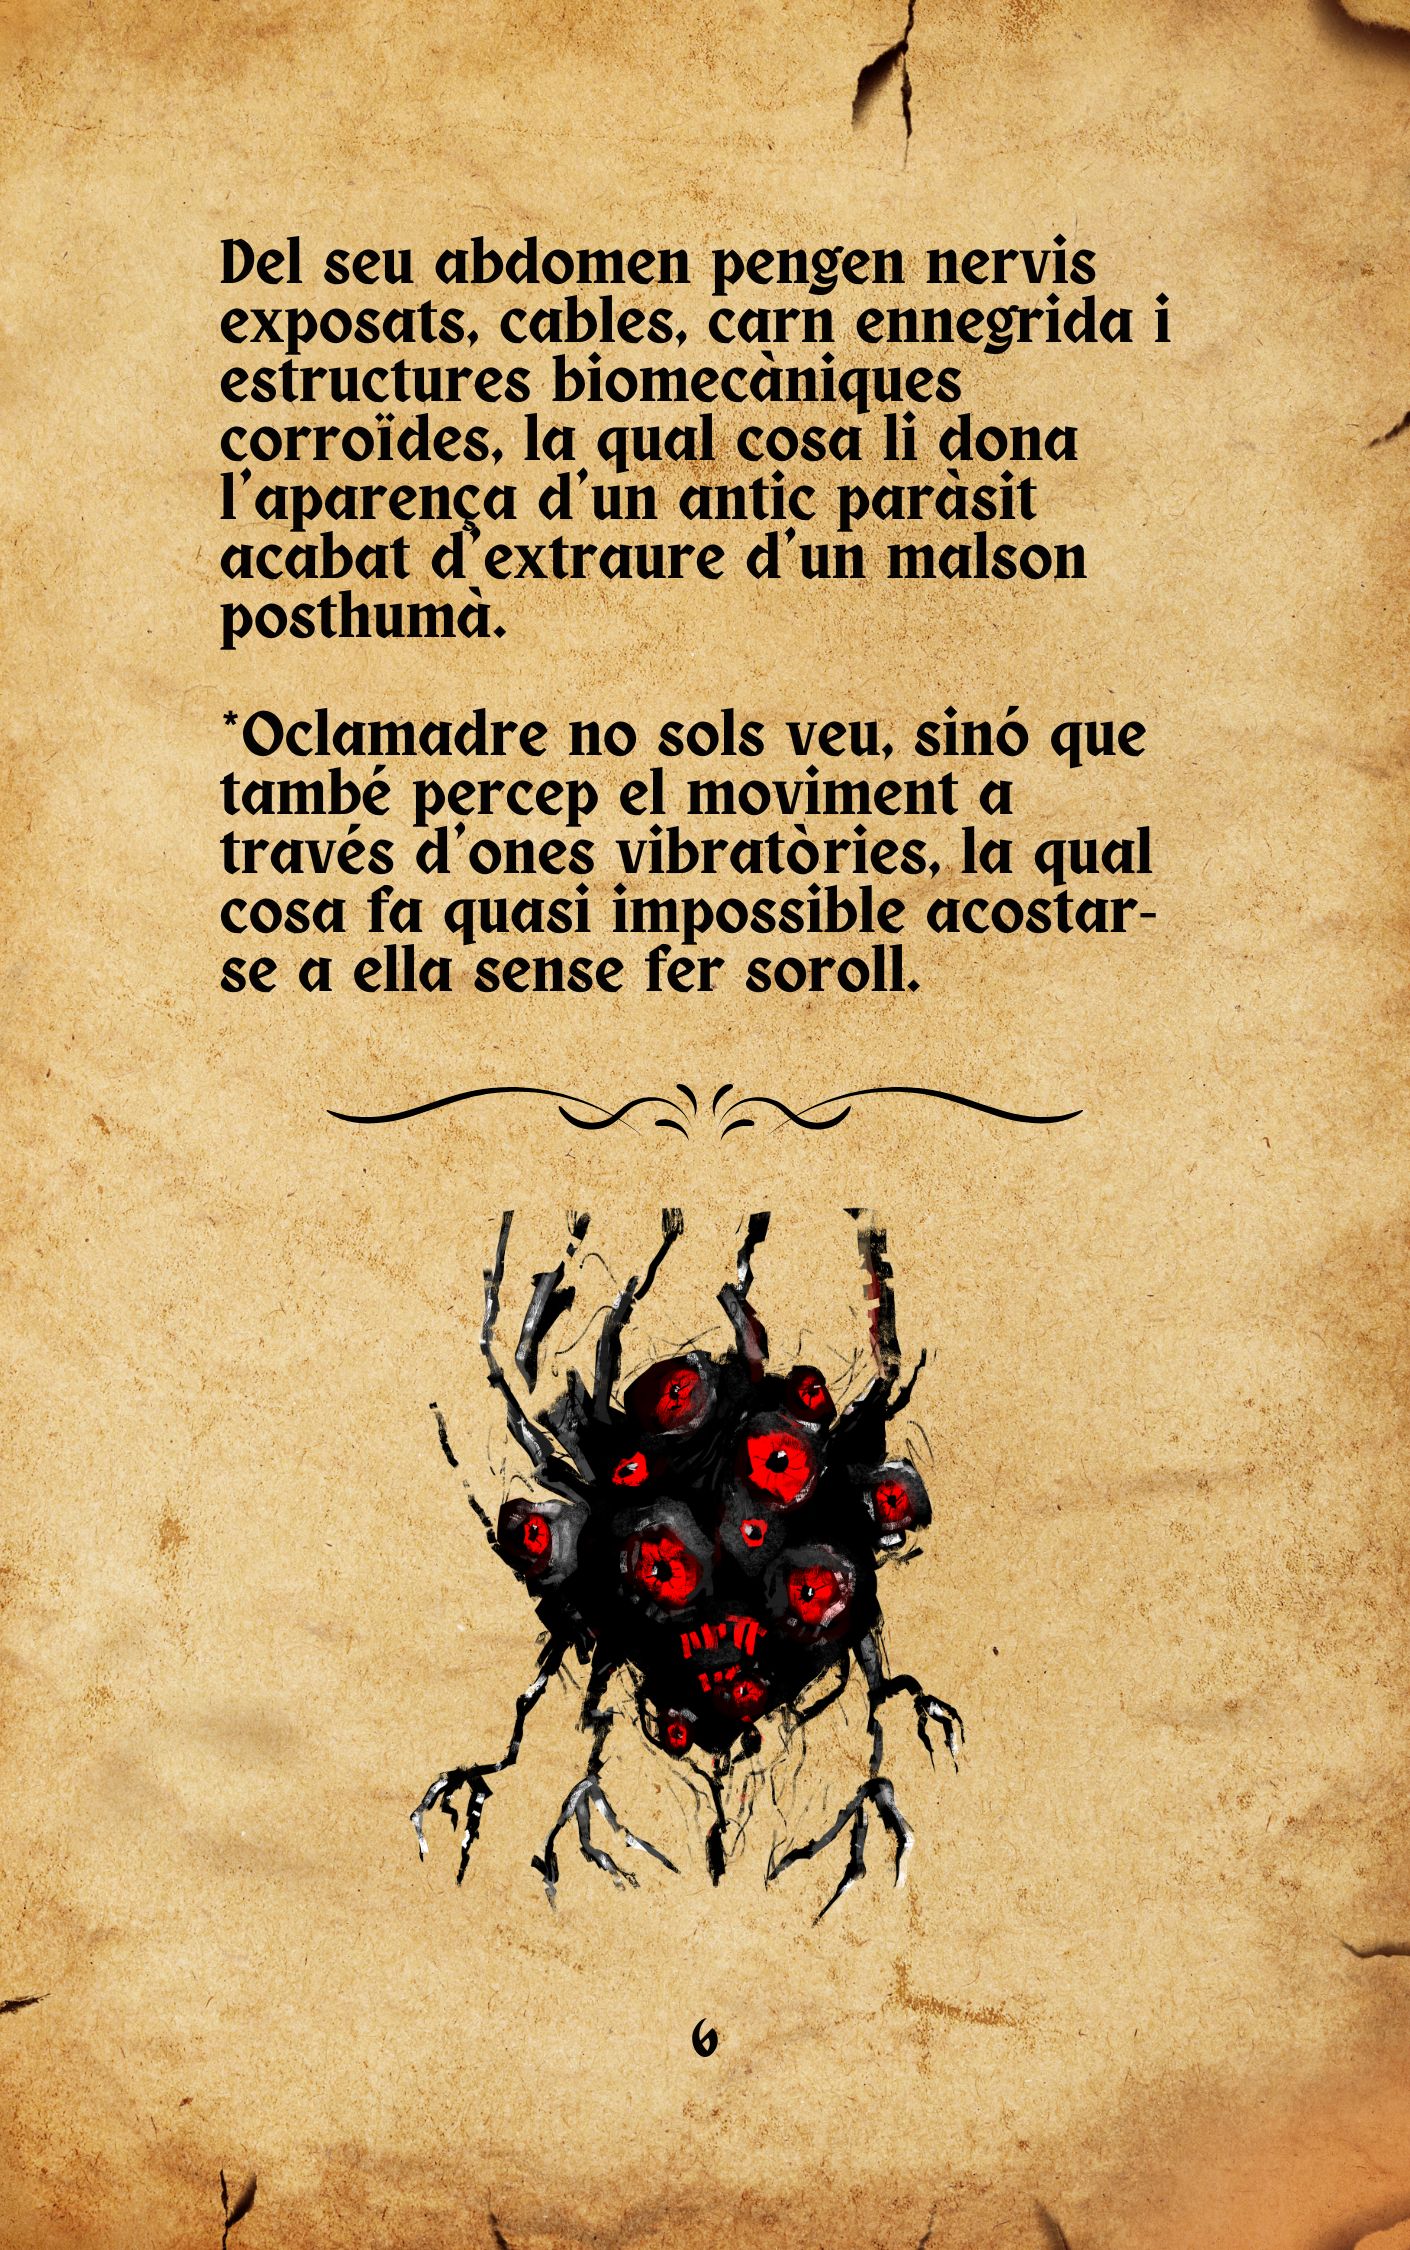 Del seu abdomen pengen nervis
exposats, cables, carn ennegrida i
estructures biomecàniques
corroïdes, la qual cosa li dona
l’aparença d’un antic paràsit
acabat d’extraure d’un malson
posthumà.
*Oclamadre no sols veu, sinó que
també percep el moviment a
través d’ones vibratòries, la qual
cosa fa quasi impossible acostar-
se a ella sense fer soroll.
6